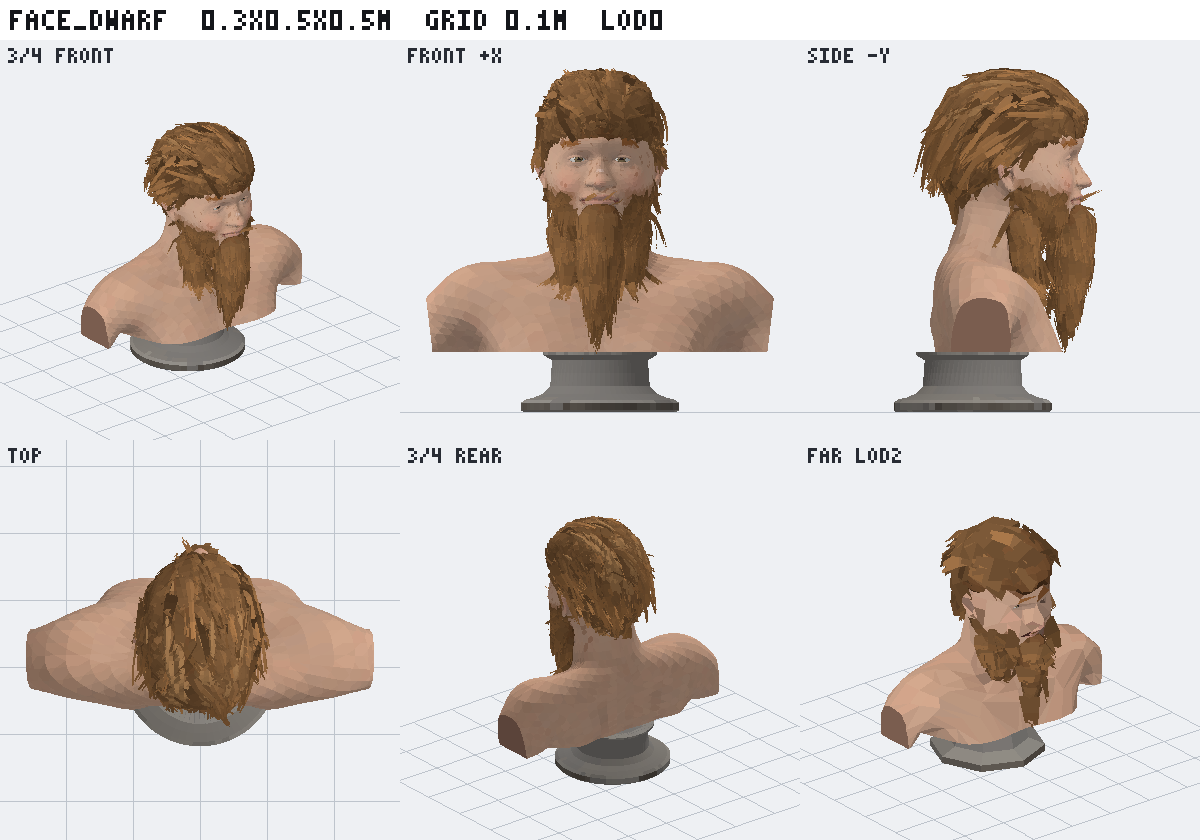 FACE_DWARF 0.3X0.5X0.5M GRID 0.1M LOD0
3/4 FRONT
FRONT +X
SIDE -Y
TOP
3/4 REAR
FAR LOD2